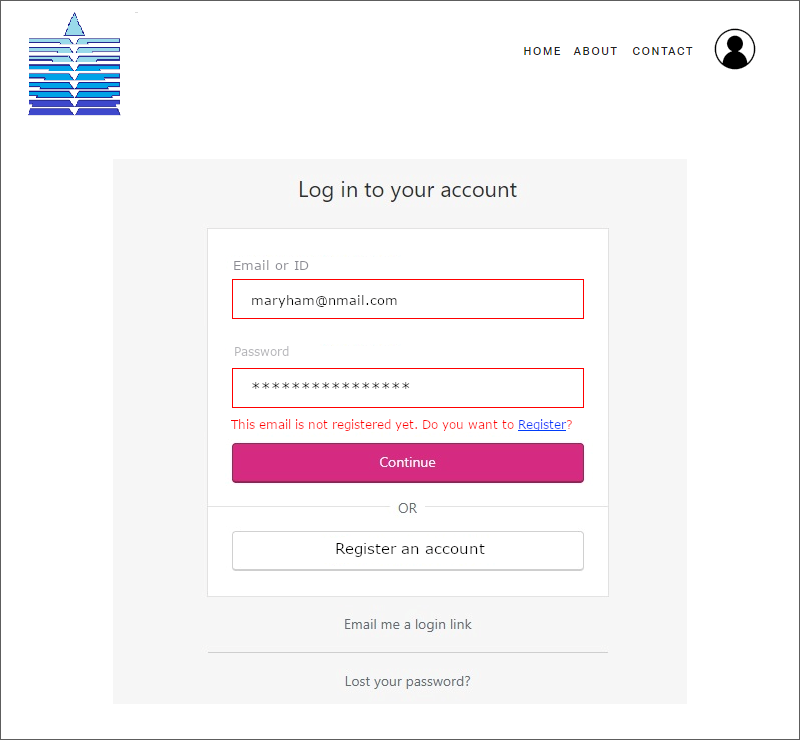 HOME ABOUT CONTACT
Log in to your account
Email or ID
maryham@nmail.com
Password
****************
This email is not registered yet. Do you want to Register?
Continue
OR
Register an account
Email me a login link
Lost your password?